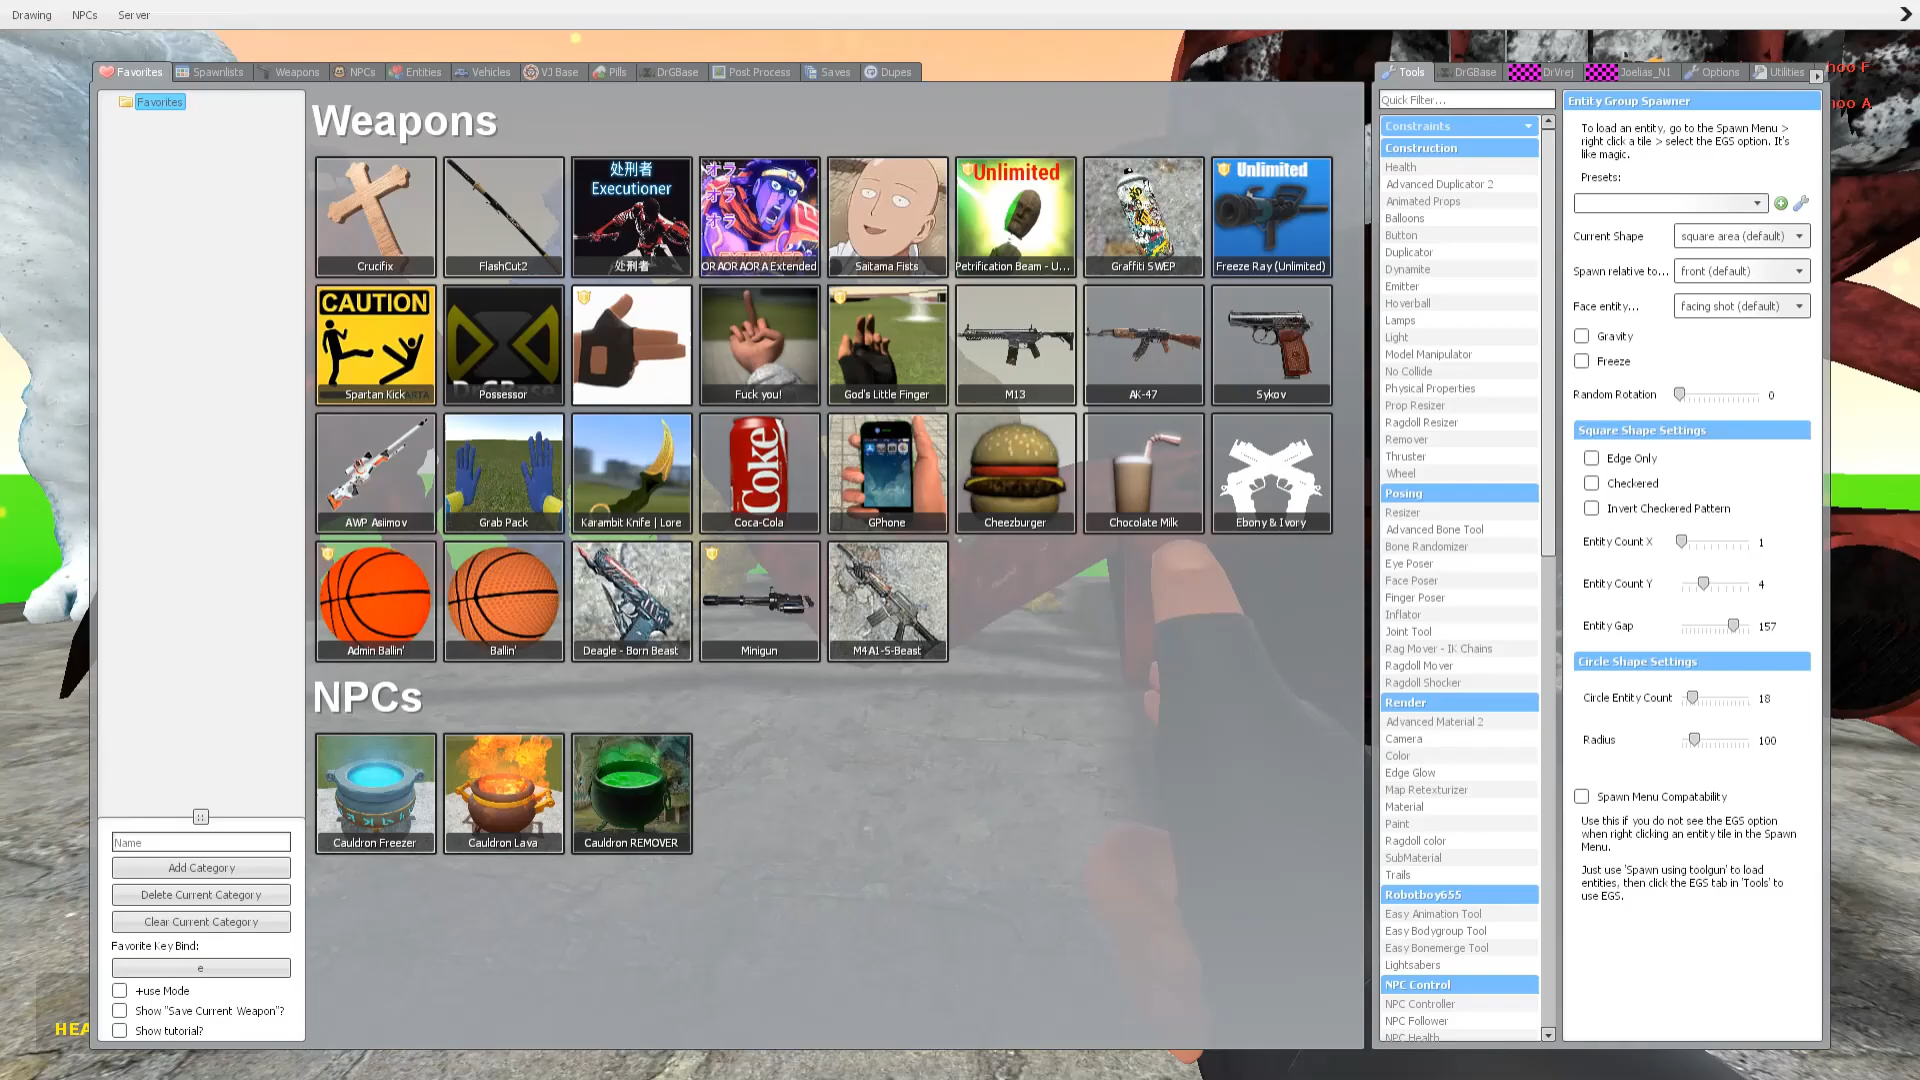 Drawing NPCs Server
Favorites Spawnlists Weapons NPCs Entities Vehicles VJ Base Pills DrGBase Post Process Saves Dupes
Favorites
Weapons
Crucifix
FlashCut2
处刑者
Executioner
处刑者
オラ
オラ
オラ
ORAORAORA Extended
Saitama Fists
Unlimited
Petrification Beam - U...
Graffiti SWEP
Unlimited
Freeze Ray (Unlimited)
CAUTION
Spartan Kick
Possessor
Fuck you!
God's Little Finger
M13
AK-47
Sykov
AWP Asiimov
Grab Pack
Karambit Knife | Lore
Coke
Coca-Cola
GPhone
Cheezburger
Chocolate Milk
Ebony & Ivory
Admin Ballin'
Ballin'
Deagle - Born Beast
Minigun
M4A1-S-Beast
NPCs
Cauldron Freezer
Cauldron Lava
Cauldron REMOVER
Name
Add Category
Delete Current Category
Clear Current Category
Favorite Key Bind:
e
+use Mode
Show "Save Current Weapon"?
Show tutorial?
HEA
Tools DrGBase DrVrej Joelias_N1 Options Utilities
hoo F
hoo A
Quick Filter...
Constraints
Construction
Health
Advanced Duplicator 2
Animated Props
Balloons
Button
Duplicator
Dynamite
Emitter
Hoverball
Lamps
Light
Model Manipulator
No Collide
Physical Properties
Prop Resizer
Ragdoll Resizer
Remover
Thruster
Wheel
Posing
Resizer
Advanced Bone Tool
Bone Randomizer
Eye Poser
Face Poser
Finger Poser
Inflator
Joint Tool
Rag Mover - IK Chains
Ragdoll Mover
Ragdoll Shocker
Render
Advanced Material 2
Camera
Color
Edge Glow
Map Retexturizer
Material
Paint
Ragdoll color
SubMaterial
Trails
Robotboy655
Easy Animation Tool
Easy Bodygroup Tool
Easy Bonemerge Tool
Lightsabers
NPC Control
NPC Controller
NPC Follower
NPC Health
Entity Group Spawner
To load an entity, go to the Spawn Menu >
right click a tile > select the EGS option. It's
like magic.
Presets:
Current Shape square area (default)
Spawn relative to... front (default)
Face entity... facing shot (default)
Gravity
Freeze
Random Rotation 0
Square Shape Settings
Edge Only
Checkered
Invert Checkered Pattern
Entity Count X 1
Entity Count Y 4
Entity Gap 157
Circle Shape Settings
Circle Entity Count 18
Radius 100
Spawn Menu Compatability
Use this if you do not see the EGS option
when right clicking an entity tile in the Spawn
Menu.
Just use 'Spawn using toolgun' to load
entities, then click the EGS tab in 'Tools' to
use EGS.